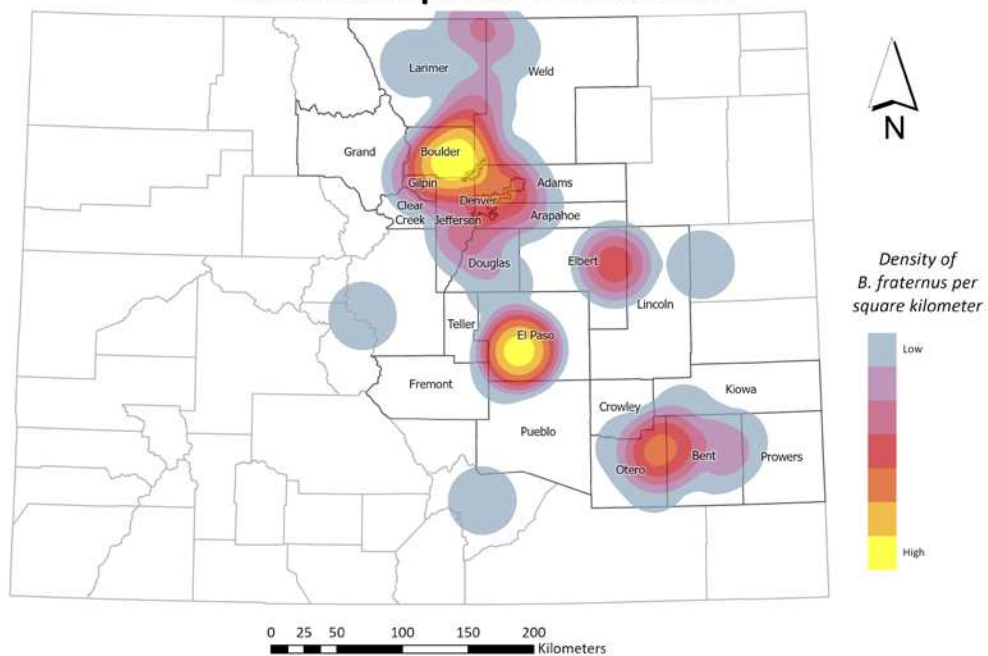 Larimer
Weld
N
Grand
Boulder
Gilpin
Adams
Denver
Clear
Creek
Jefferson
Arapahoe
Douglas
Elbert
Lincoln
Density of
B. fraternus per
square kilometer
Low
High
Teller
El Paso
Fremont
Crowley
Kiowa
Pueblo
Otero
Bent
Prowers
0 25 50 100 150 200
Kilometers